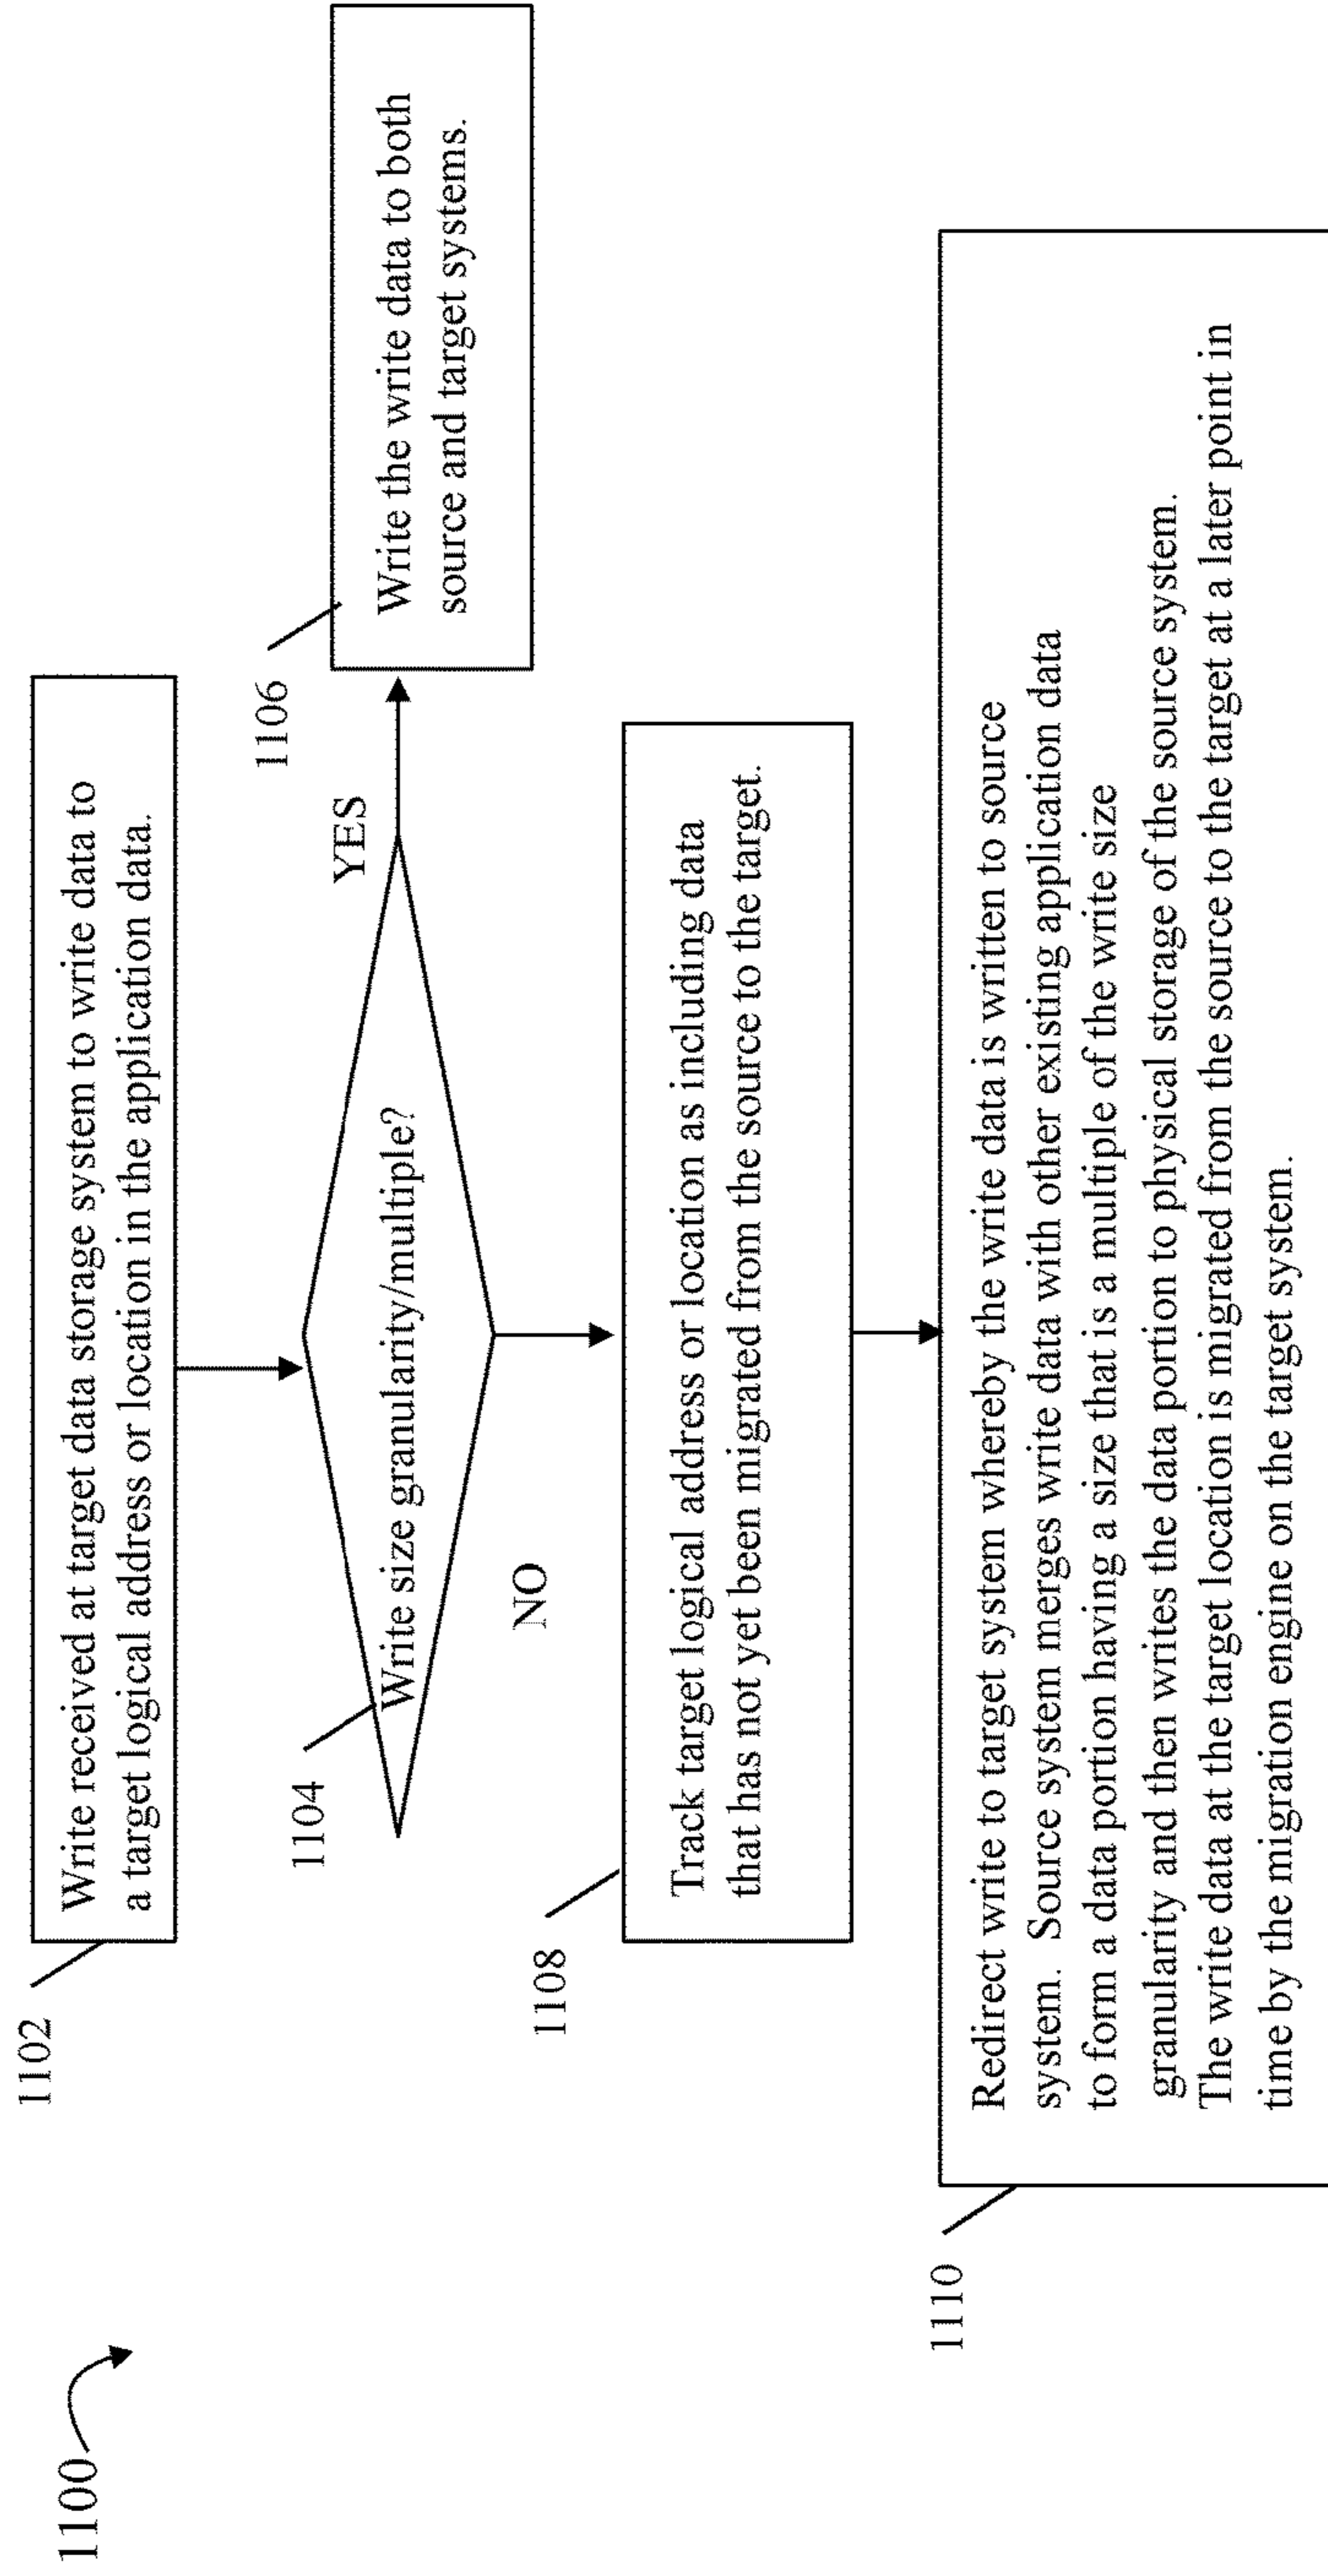 1100
1102
Write received at target data storage system to write data to
a target logical address or location in the application data.
1104
Write size granularity/multiple?
YES
1106
Write the write data to both
source and target systems.
NO
1108
Track target logical address or location as including data
that has not yet been migrated from the source to the target.
1110
Redirect write to target system whereby the write data is written to source
system. Source system merges write data with other existing application data
to form a data portion having a size that is a multiple of the write size
granularity and then writes the data portion to physical storage of the source system.
The write data at the target location is migrated from the source to the target at a later point in
time by the migration engine on the target system.